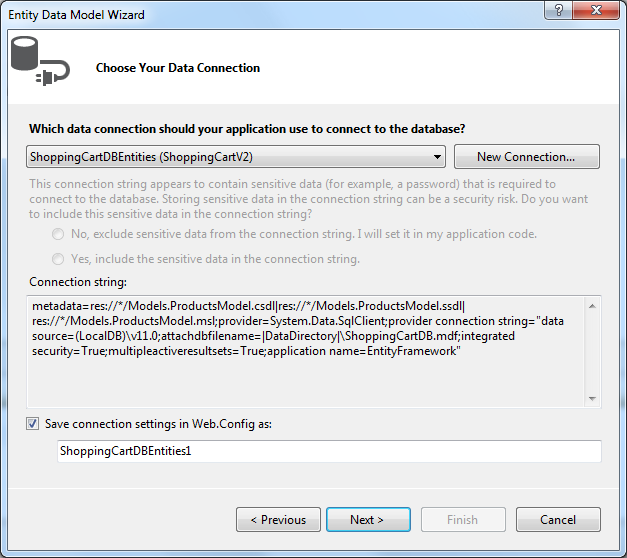 Entity Data Model Wizard
?
Choose Your Data Connection
Which data connection should your application use to connect to the database?
ShoppingCartDBEntities (ShoppingCartV2)
New Connection...
This connection string appears to contain sensitive data (for example, a password) that is required to
connect to the database. Storing sensitive data in the connection string can be a security risk. Do you want
to include this sensitive data in the connection string?
No, exclude sensitive data from the connection string. I will set it in my application code.
Yes, include the sensitive data in the connection string.
Connection string:
metadata=res://*/Models.ProductsModel.csdl|res://*/Models.ProductsModel.ssdl|
res://*/Models.ProductsModel.msl;provider=System.Data.SqlClient;provider connection string="data
source=(LocalDB)\v11.0;attachdbfilename=|DataDirectory|\ShoppingCartDB.mdf;integrated
security=True;multipleactiveresultsets=True;application name=EntityFramework"
Save connection settings in Web.Config as:
ShoppingCartDBEntities1
< Previous
Next >
Finish
Cancel